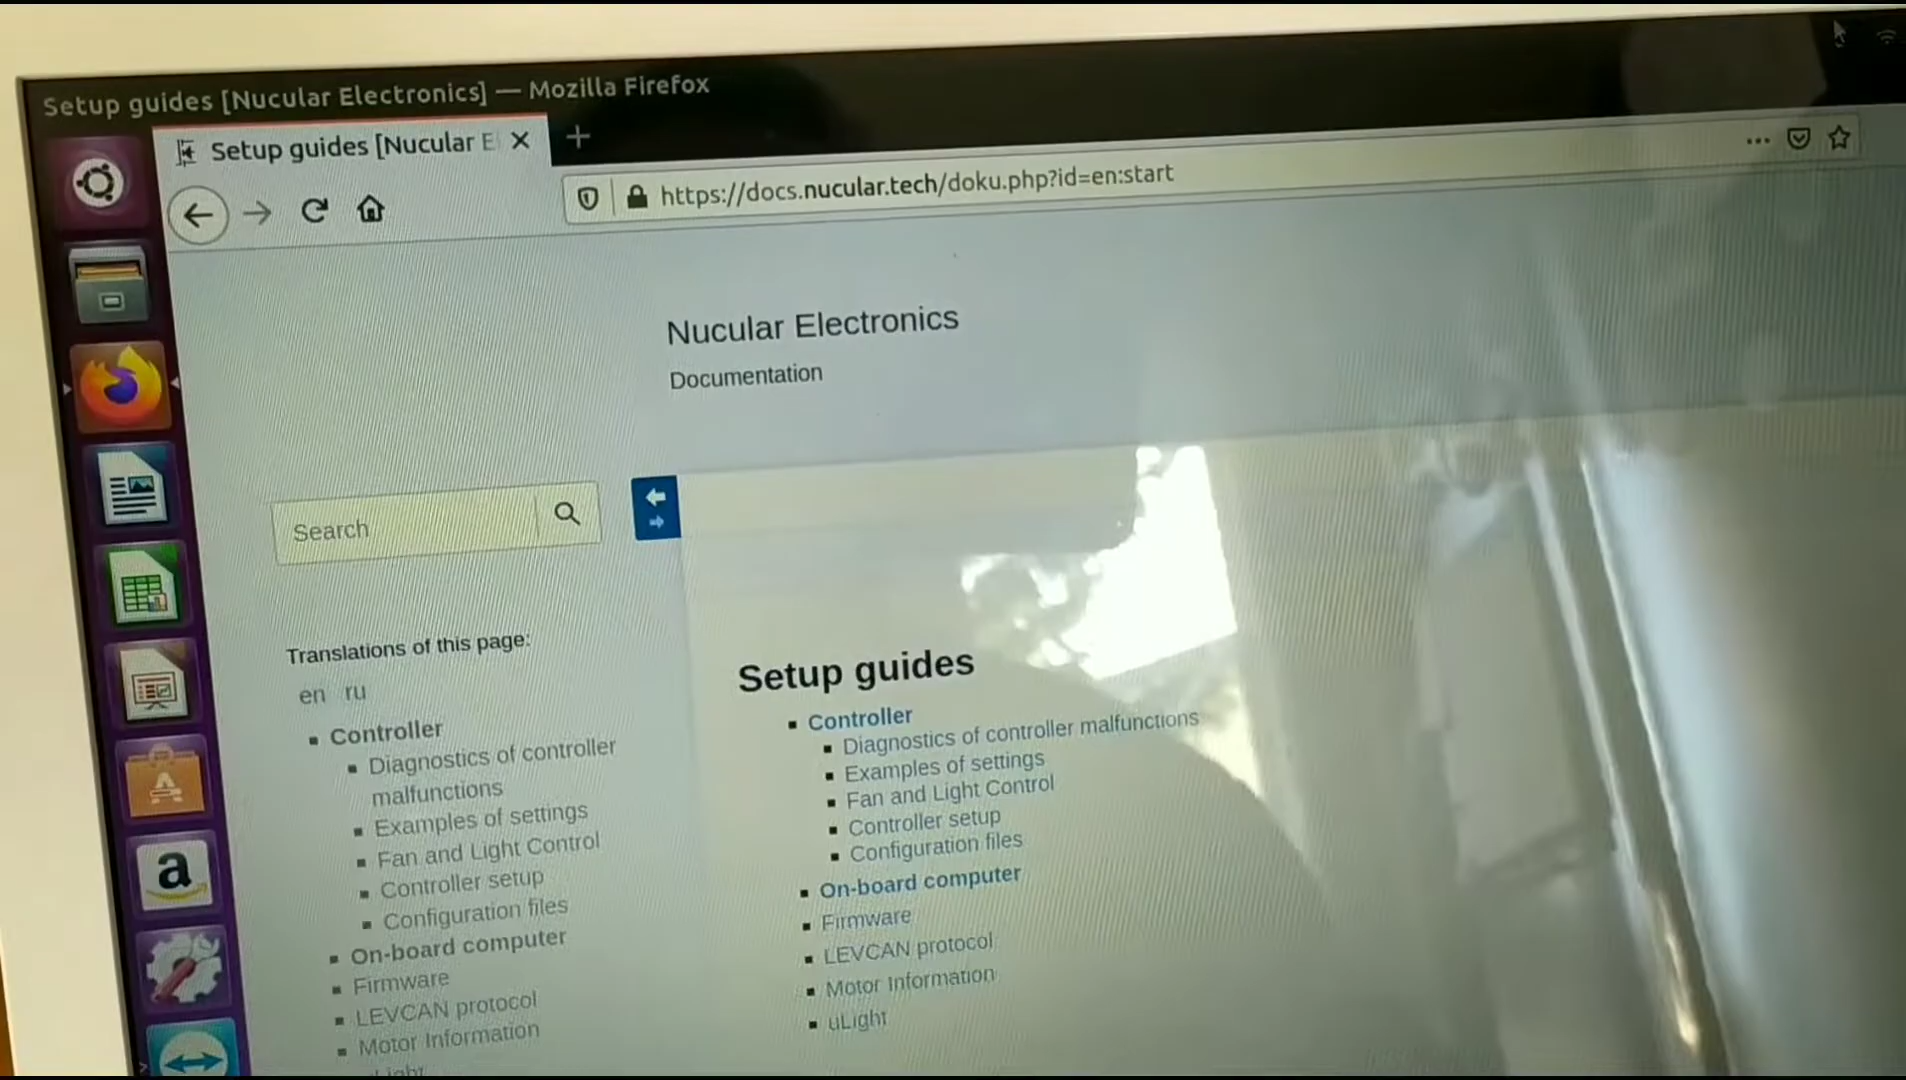 Setup guides [Nucular Electronics] — Mozilla Firefox
Setup guides [Nucular E
https://docs.nucular.tech/doku.php?id=en:start
Nucular Electronics
Documentation
Search
Translations of this page:
en ru
Controller
Diagnostics of controller
malfunctions
Examples of settings
Fan and Light Control
Controller setup
Configuration files
On-board computer
Firmware
LEVCAN protocol
Motor Information
Setup guides
Controller
Diagnostics of controller malfunctions
Examples of settings
Fan and Light Control
Controller setup
Configuration files
On-board computer
Firmware
LEVCAN protocol
Motor Information
uLight